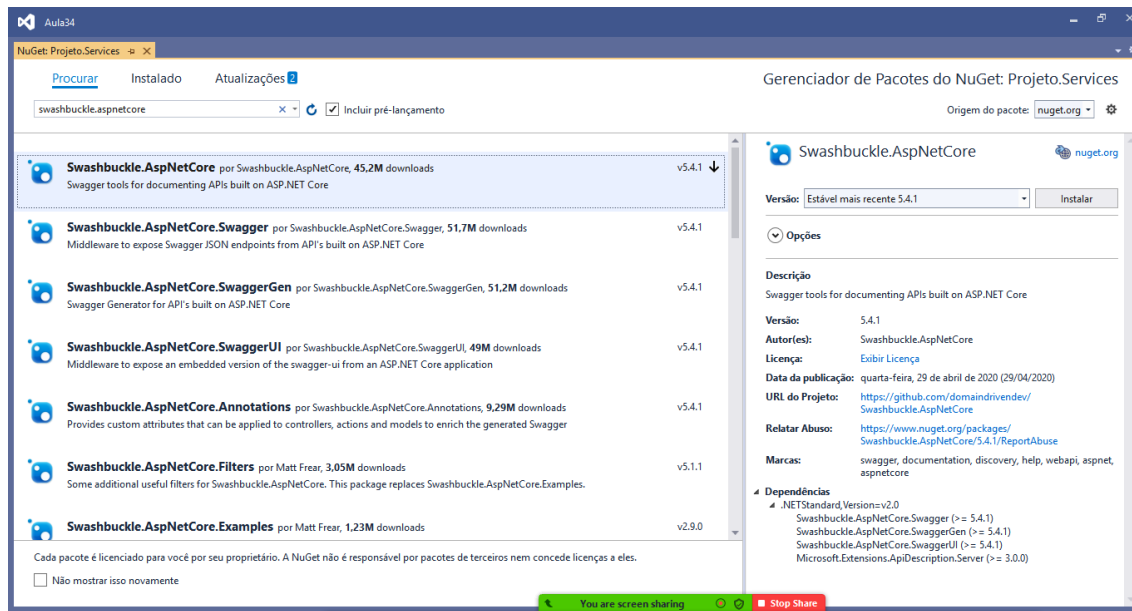 Aula34
NuGet: Projeto.Services
Procurar Instalado Atualizações 2
Gerenciador de Pacotes do NuGet: Projeto.Services
swashbuckle.aspnetcore
Incluir pré-lançamento
Origem do pacote: nuget.org
Swashbuckle.AspNetCore por Swashbuckle.AspNetCore, 45,2M downloads v5.4.1
Swagger tools for documenting APIs built on ASP.NET Core
Swashbuckle.AspNetCore.Swagger por Swashbuckle.AspNetCore.Swagger, 51,7M downloads v5.4.1
Middleware to expose Swagger JSON endpoints from API's built on ASP.NET Core
Swashbuckle.AspNetCore.SwaggerGen por Swashbuckle.AspNetCore.SwaggerGen, 51,2M downloads v5.4.1
Swagger Generator for API's built on ASP.NET Core
Swashbuckle.AspNetCore.SwaggerUI por Swashbuckle.AspNetCore.SwaggerUI, 49M downloads v5.4.1
Middleware to expose an embedded version of the swagger-ui from an ASP.NET Core application
Swashbuckle.AspNetCore.Annotations por Swashbuckle.AspNetCore.Annotations, 9,29M downloads v5.4.1
Provides custom attributes that can be applied to controllers, actions and models to enrich the generated Swagger
Swashbuckle.AspNetCore.Filters por Matt Frear, 3,05M downloads v5.1.1
Some additional useful filters for Swashbuckle.AspNetCore. This package replaces Swashbuckle.AspNetCore.Examples.
Swashbuckle.AspNetCore.Examples por Matt Frear, 1,23M downloads v2.9.0
Cada pacote é licenciado para você por seu proprietário. A NuGet não é responsável por pacotes de terceiros nem concede licenças a eles.
Não mostrar isso novamente
Swashbuckle.AspNetCore nuget.org
Versão: Estável mais recente 5.4.1 Instalar
Opções
Descrição
Swagger tools for documenting APIs built on ASP.NET Core
Versão: 5.4.1
Autor(es): Swashbuckle.AspNetCore
Licença: Exibir Licença
Data da publicação: quarta-feira, 29 de abril de 2020 (29/04/2020)
URL do Projeto: https://github.com/domaindrivendev/
Swashbuckle.AspNetCore
Relatar Abuso: https://www.nuget.org/packages/
Swashbuckle.AspNetCore/5.4.1/ReportAbuse
Marcas: swagger, documentation, discovery, help, webapi, aspnet,
aspnetcore
Dependências
.NETStandard,Version=v2.0
Swashbuckle.AspNetCore.Swagger (>= 5.4.1)
Swashbuckle.AspNetCore.SwaggerGen (>= 5.4.1)
Swashbuckle.AspNetCore.SwaggerUI (>= 5.4.1)
Microsoft.Extensions.ApiDescription.Server (>= 3.0.0)
You are screen sharing Stop Share